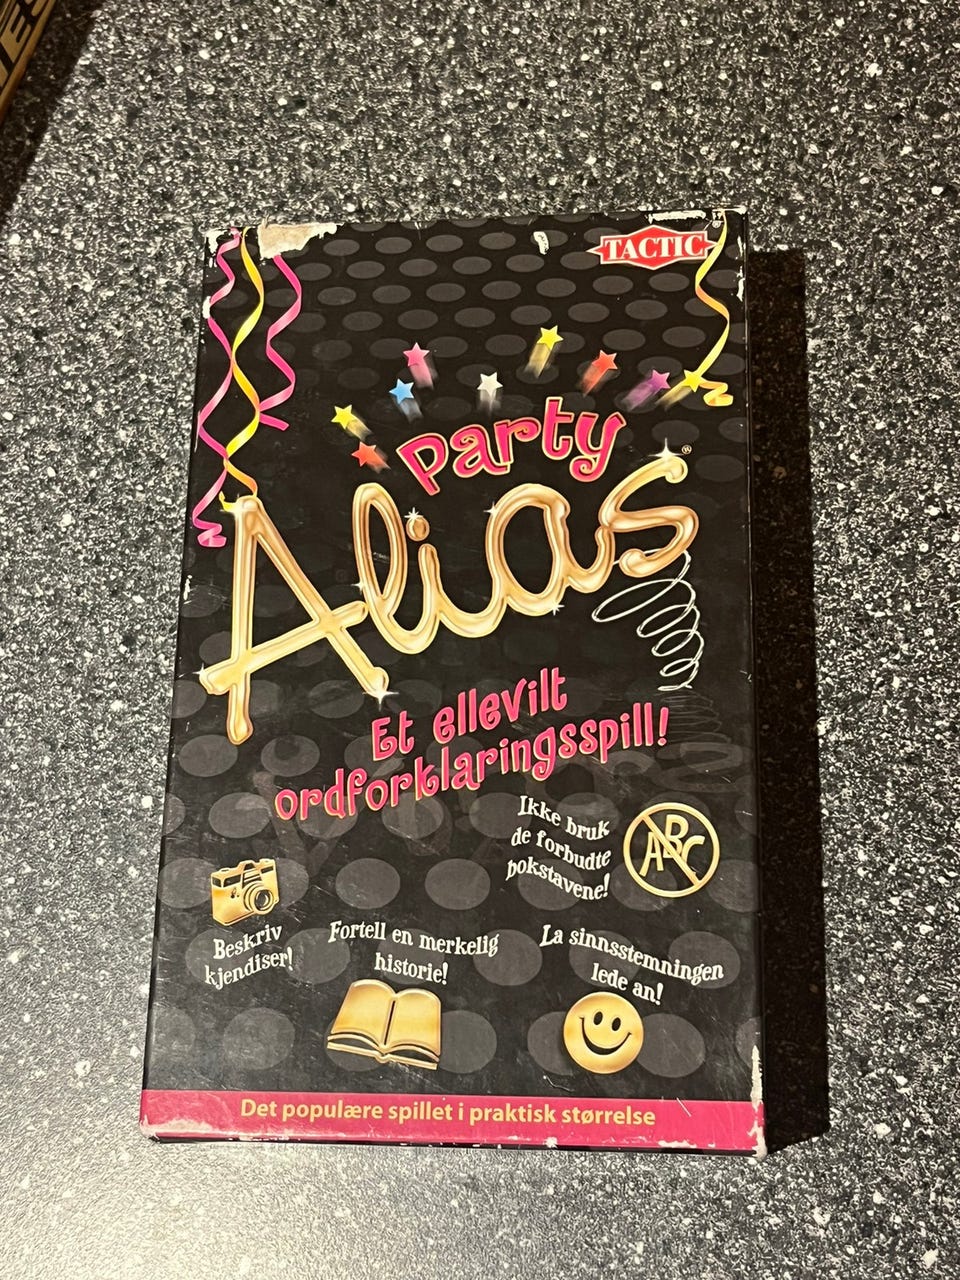 TACTIC
Party
Alias
Et ellevilt
ordforklaringsspill!
Ikke bruk
de forbudte
bokstavene!
ABC
Beskriv
kjendiser!
Fortell en merkelig
historie!
La sinnsstemningen
lede an!
Det populære spillet i praktisk størrelse